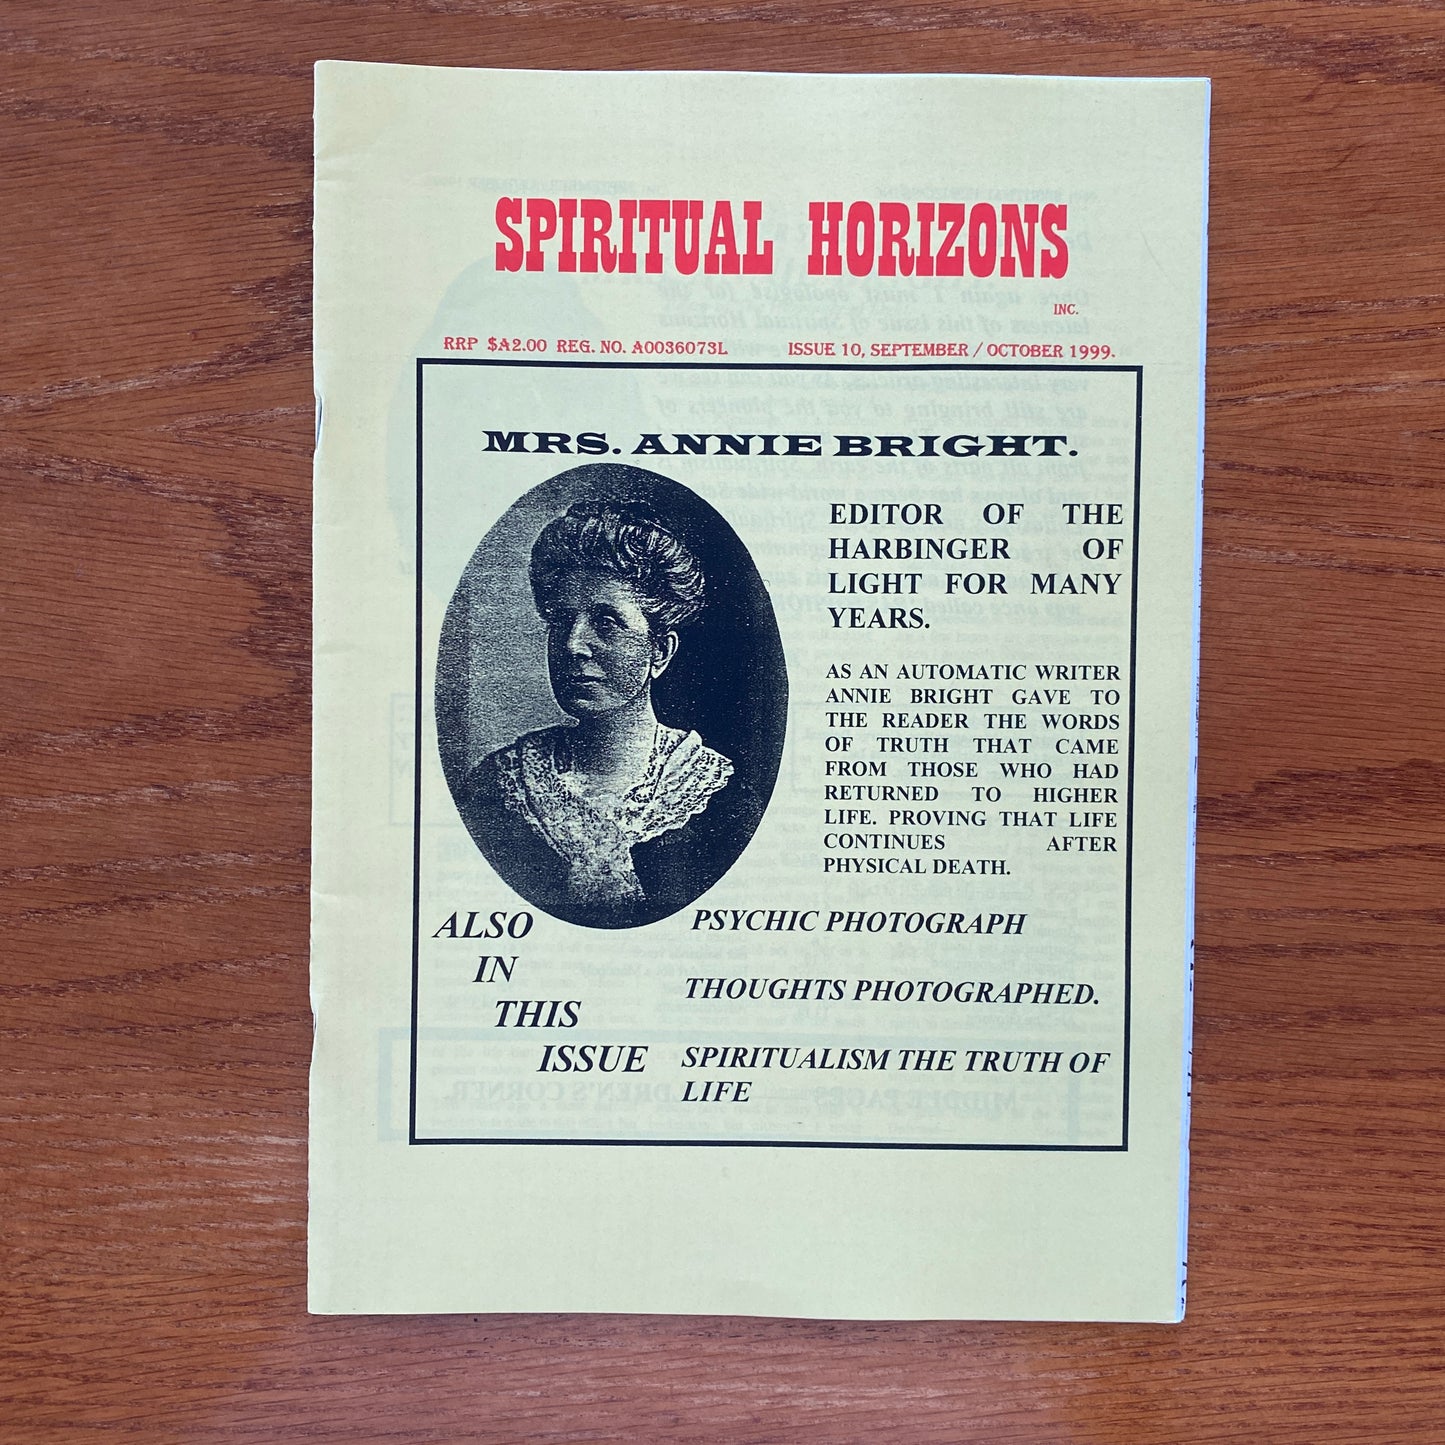 SPIRITUAL HORIZONS
INC.
RRP $A2.00 REG. NO. A0036073L ISSUE 10, SEPTEMBER / OCTOBER 1999.
MRS. ANNIE BRIGHT.
EDITOR OF THE
HARBINGER OF
LIGHT FOR MANY
YEARS.
AS AN AUTOMATIC WRITER
ANNIE BRIGHT GAVE TO
THE READER THE WORDS
OF TRUTH THAT CAME
FROM THOSE WHO HAD
RETURNED TO HIGHER
LIFE. PROVING THAT LIFE
CONTINUES AFTER
PHYSICAL DEATH.
ALSO
IN
THIS
ISSUE
PSYCHIC PHOTOGRAPH
THOUGHTS PHOTOGRAPHED.
SPIRITUALISM THE TRUTH OF
LIFE